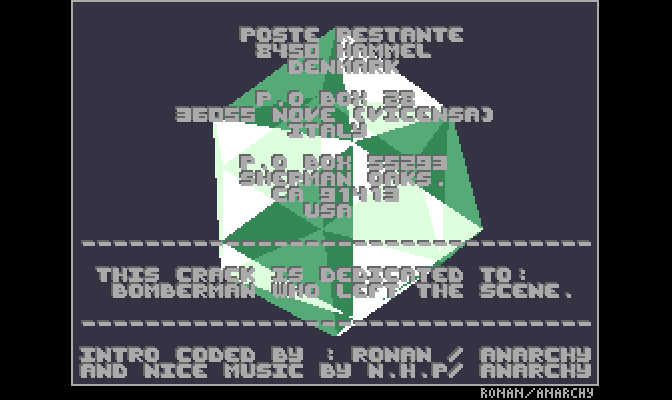 POSTE RESTANTE
8450 HAMMEL
DENMARK
P.O BOX 28
36055 NOVE (VICENSA)
ITALY
P.O BOX 55293
SHERMAN OAKS.
CA 91413
USA
---------------------------------
THIS CRACK IS DEDICATED TO:
BOMBERMAN WHO LEFT THE SCENE.
---------------------------------
INTRO CODED BY : RONAN / ANARCHY
AND NICE MUSIC BY N.H.P/ ANARCHY
RONAN/ANARCHY